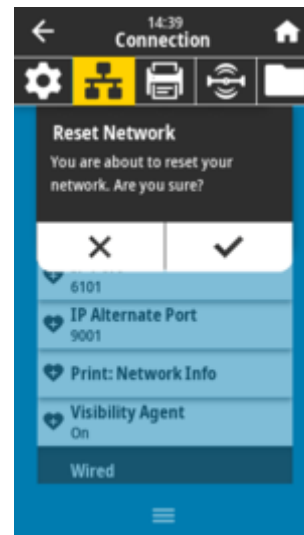 14:39
Connection
Reset Network
You are about to reset your
network. Are you sure?
6101
IP Alternate Port
9001
Print: Network Info
Visibility Agent
On
Wired